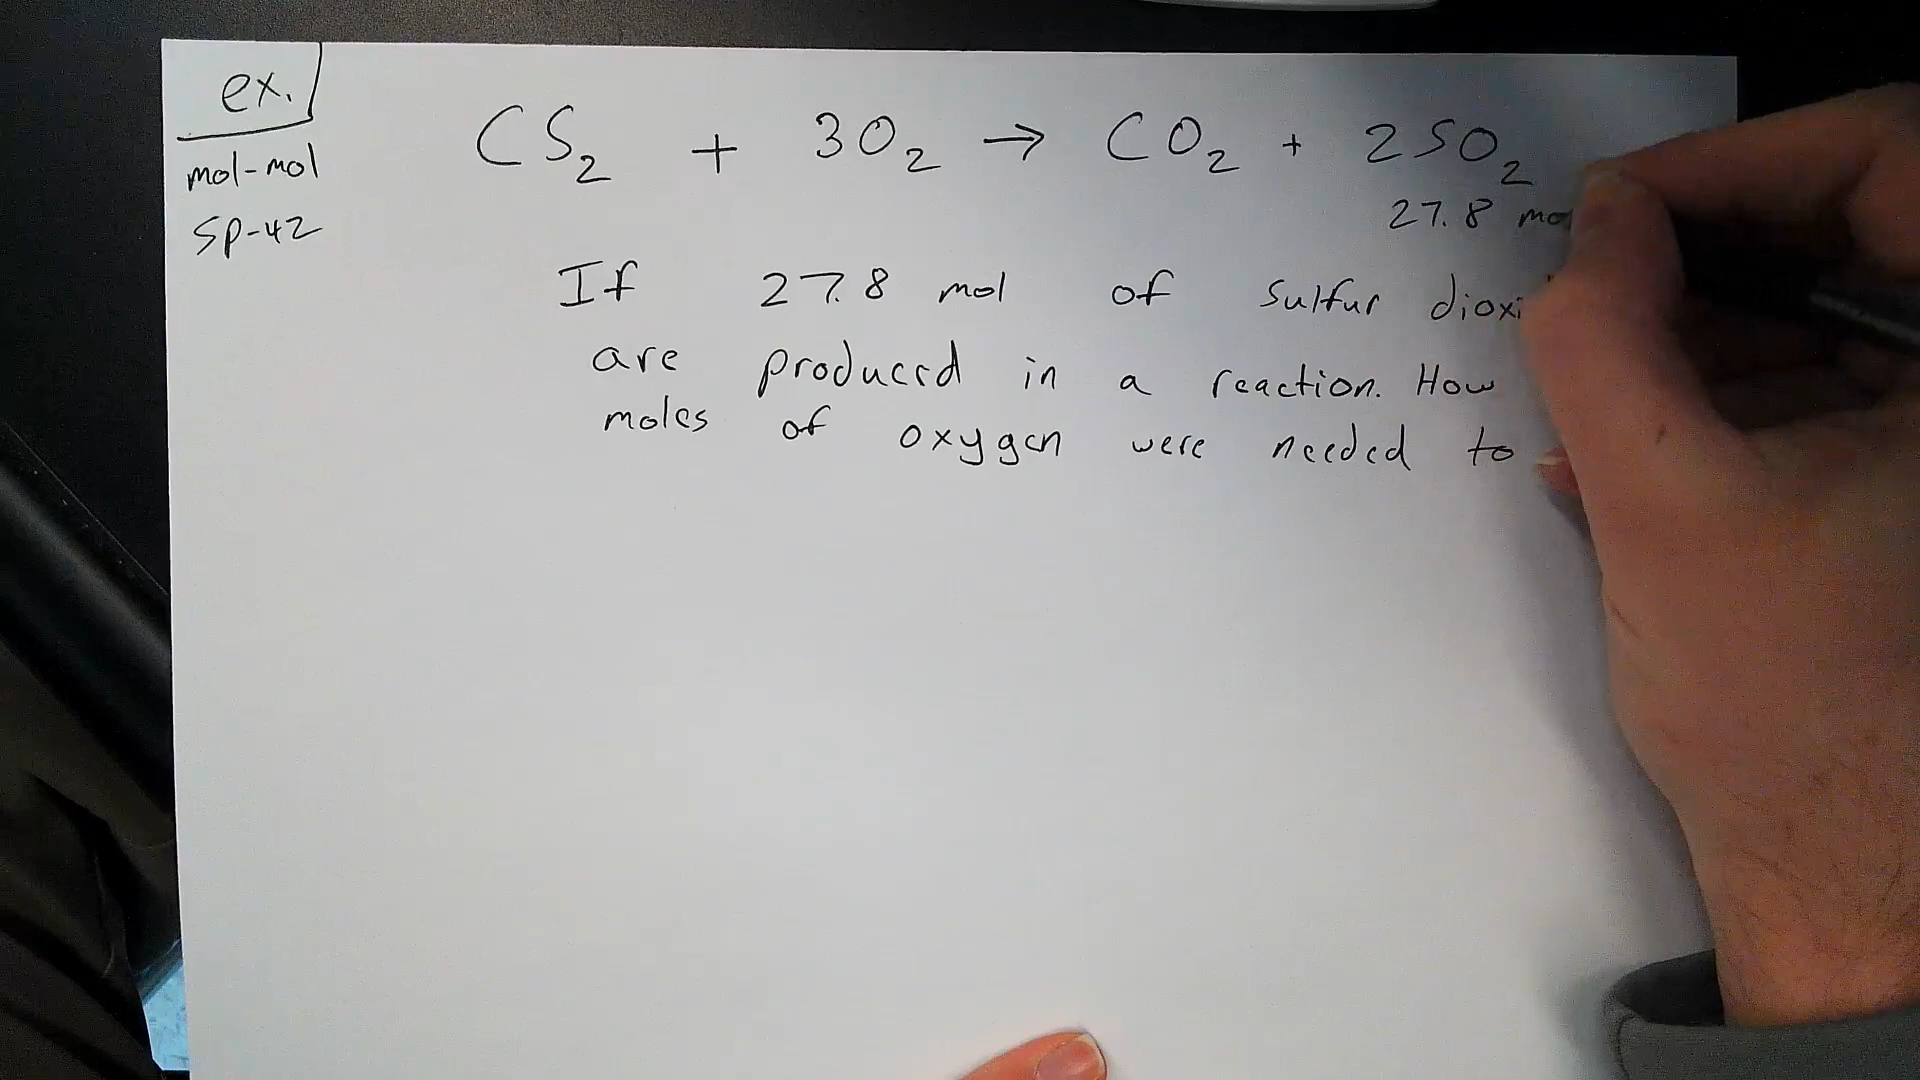 ex.
mol-mol
SP-42
CS₂ + 3O₂ → CO₂ + 2SO₂
27.8
If 27.8 mol of sulfur
are produced in a reaction. How
moles of oxygen were needed to